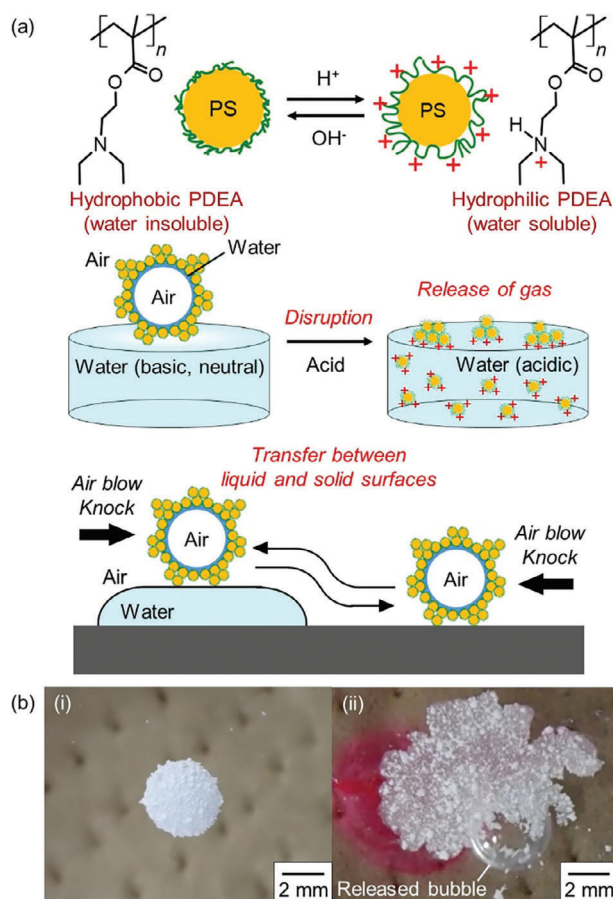 (a)
n
O
O
N
PS
H+
OH-
PS
+
+
+
+
+
+
+
+
n
O
O
H
N
+
Hydrophobic PDEA
(water insoluble)
Hydrophilic PDEA
(water soluble)
Air
Water
Air
Water (basic, neutral)
Disruption
Acid
Release of gas
Water (acidic)
Transfer between
liquid and solid surfaces
Air blow
Knock
Air
Air
Water
Air
Air blow
Knock
(b)
(i)
2 mm
(ii)
Released bubble
2 mm